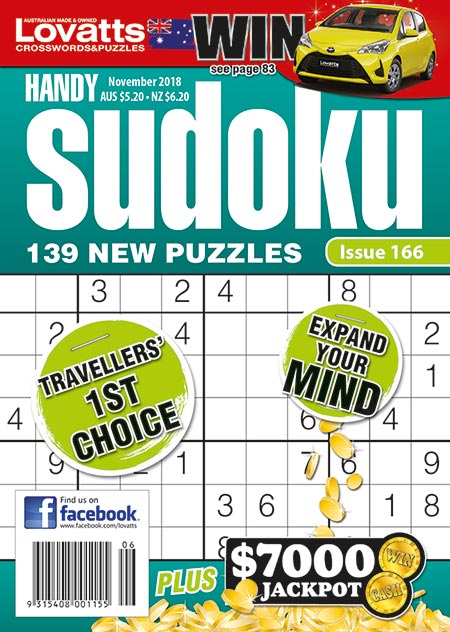 AUSTRALIAN MADE & OWNED
Lovatts
CROSSWORDS&PUZZLES
WIN
see page 83
Lovatts
HANDY
November 2018
AUS $5.20 • NZ $6.20
sudoku
139 NEW PUZZLES
Issue 166
3 2 4 8
2 4 2
1
4 6 4
9 2 1 7 6 9
3 6 1 8
TRAVELLERS'
1ST
CHOICE
EXPAND
YOUR
MIND
Find us on
facebook
www.facebook.com/lovatts
06
9 315408 001155
PLUS
$7000
JACKPOT
WIN
CASH